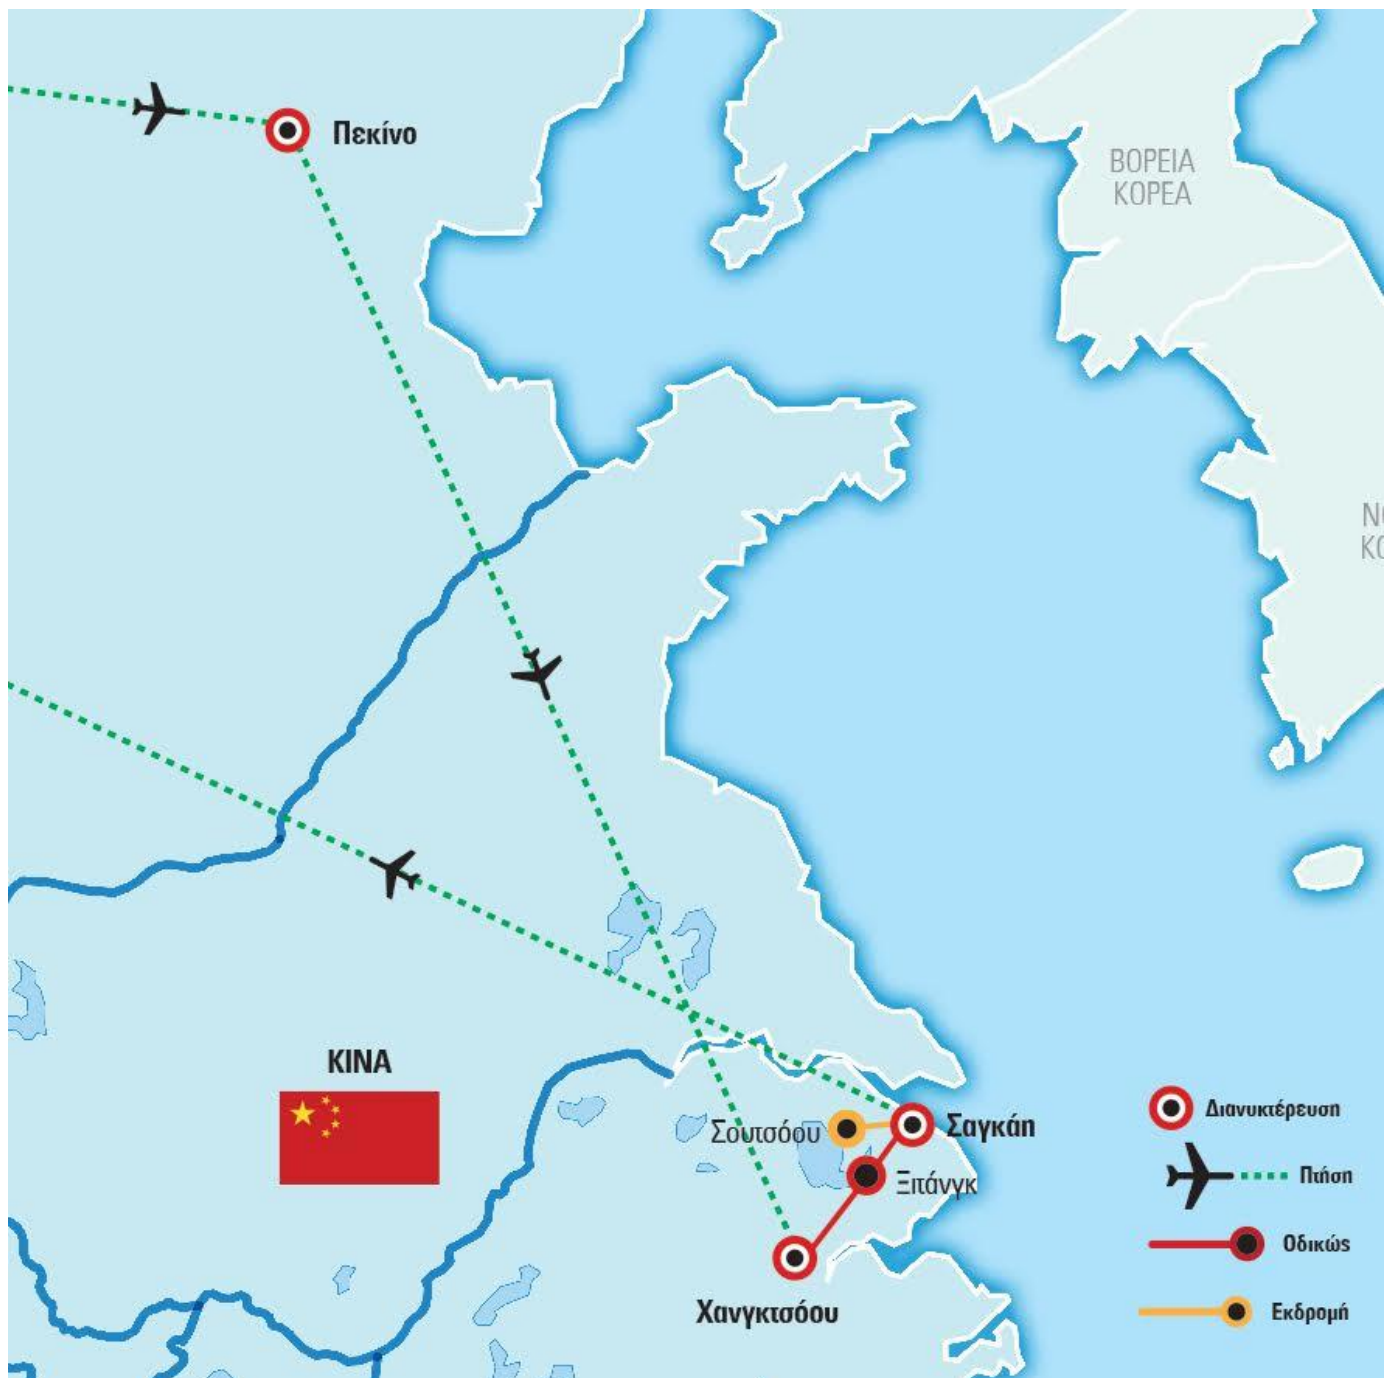 Πεκίνο
ΒΟΡΕΙΑ
ΚΟΡΕΑ
ΚΙΝΑ
Σουτσόου
Σαγκάη
Ξιτάνγκ
Χανγκτσόου
Διανυκτέρευση
Πτήση
Οδικώς
Εκδρομή